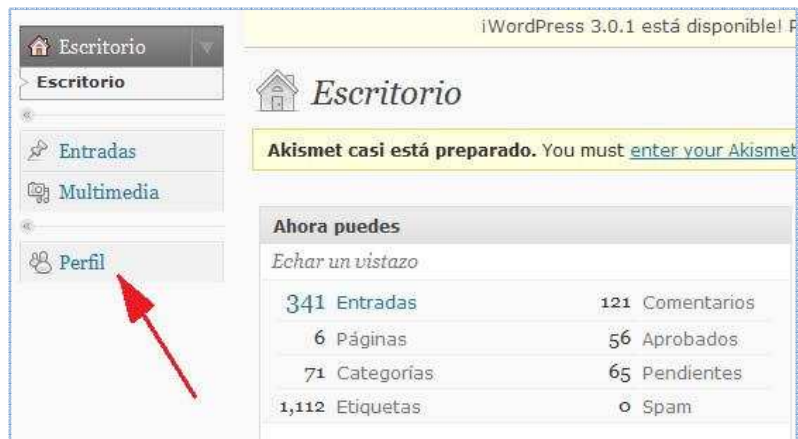 ¡WordPress 3.0.1 está disponible!
Escritorio
Escritorio
Escritorio
Akismet casi está preparado. You must enter your Akismet
Entradas
Multimedia
Perfil
Ahora puedes
Echar un vistazo
341 Entradas 121 Comentarios
6 Páginas 56 Aprobados
71 Categorías 65 Pendientes
1,112 Etiquetas 0 Spam